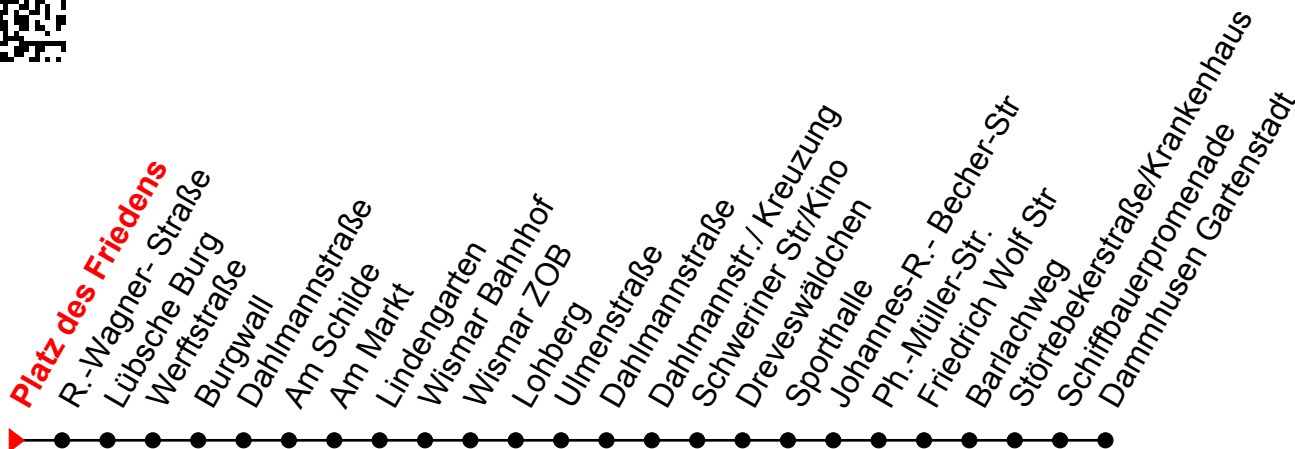 Platz des Friedens
R.-Wagner- Straße
Lübsche Burg
Werftstraße
Burgwall
Dahlmannstraße
Am Schilde
Am Markt
Lindengarten
Wismar Bahnhof
Wismar ZOB
Lohberg
Ulmenstraße
Dahlmannstraße
Dahlmannstr./ Kreuzung
Schweriner Str/Kino
Dreveswäldchen
Sporthalle
Johannes-R.- Becher-Str
Ph.-Müller-Str.
Friedrich Wolf Str
Barlachweg
Störtebekerstraße/Krankenhaus
Schiffbauerpromenade
Dammhusen Gartenstadt